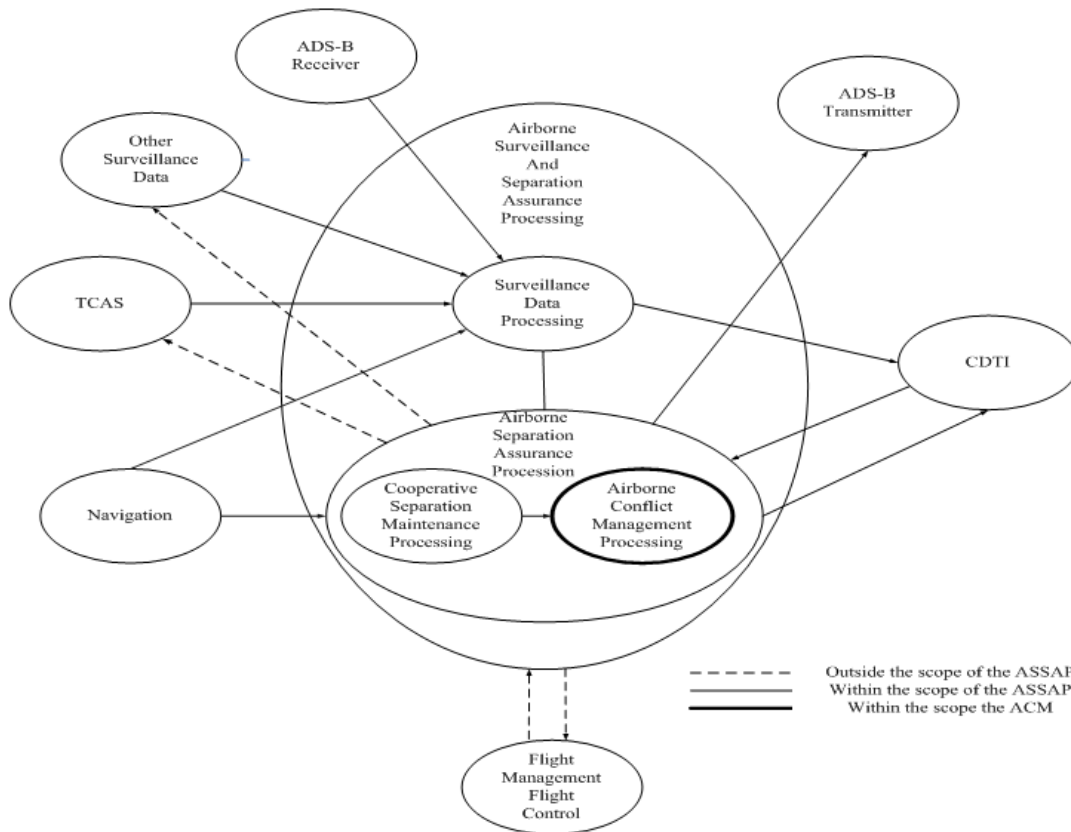 ADS-B
Receiver
ADS-B
Transmitter
Other
Surveillance
Data
Airborne
Surveillance
And
Separation
Assurance
Processing
TCAS
Surveillance
Data
Processing
CDTI
Airborne
Separation
Assurance
Procession
Navigation
Cooperative
Separation
Maintenance
Processing
Airborne
Conflict
Management
Processing
Outside the scope of the ASSAP
Within the scope of the ASSAP
Within the scope the ACM
Flight
Management
Flight
Control